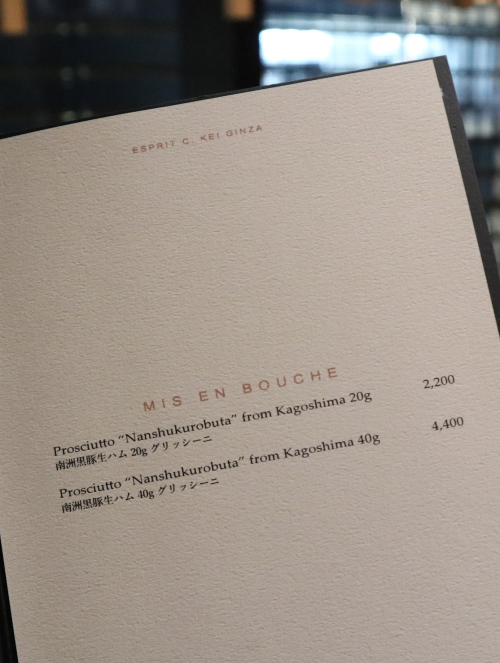 ESPRIT C. KEI GINZA
MIS EN BOUCHE
Prosciutto “Nanshukurobuta” from Kagoshima 20g 2,200
南洲黒豚生ハム 20g グリッシーニ
Prosciutto “Nanshukurobuta” from Kagoshima 40g 4,400
南洲黒豚生ハム 40g グリッシーニ